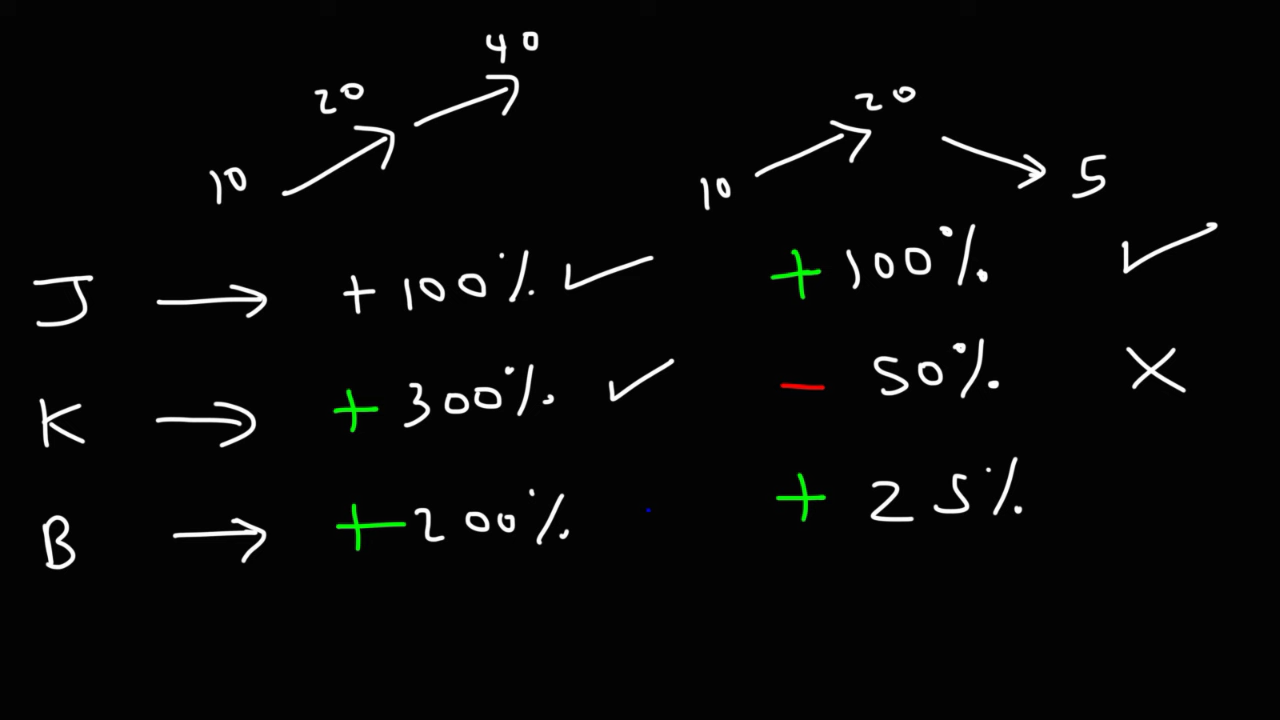 40
20 20
10 10 5
J → + 100% ✓ + 100% ✓
K → + 300% ✓ - 50% ✗
B → + 200% + 25%